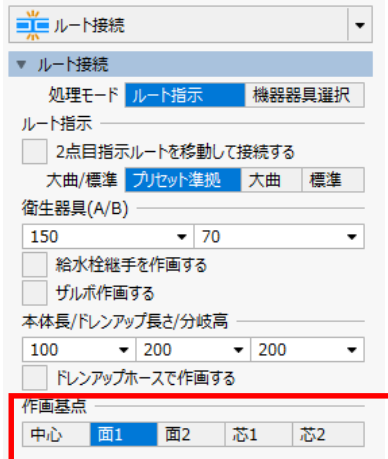 ルート接続
ルート接続
処理モード ルート指示 機器器具選択
ルート指示
2点目指示ルートを移動して接続する
大曲/標準 プリセット準拠 大曲 標準
衛生器具(A/B)
150 70
給水栓継手を作画する
ザルボ作画する
本体長/ドレンアップ長さ/分岐高
100 200 200
ドレンアップホースで作画する
作画基点
中心 面1 面2 芯1 芯2